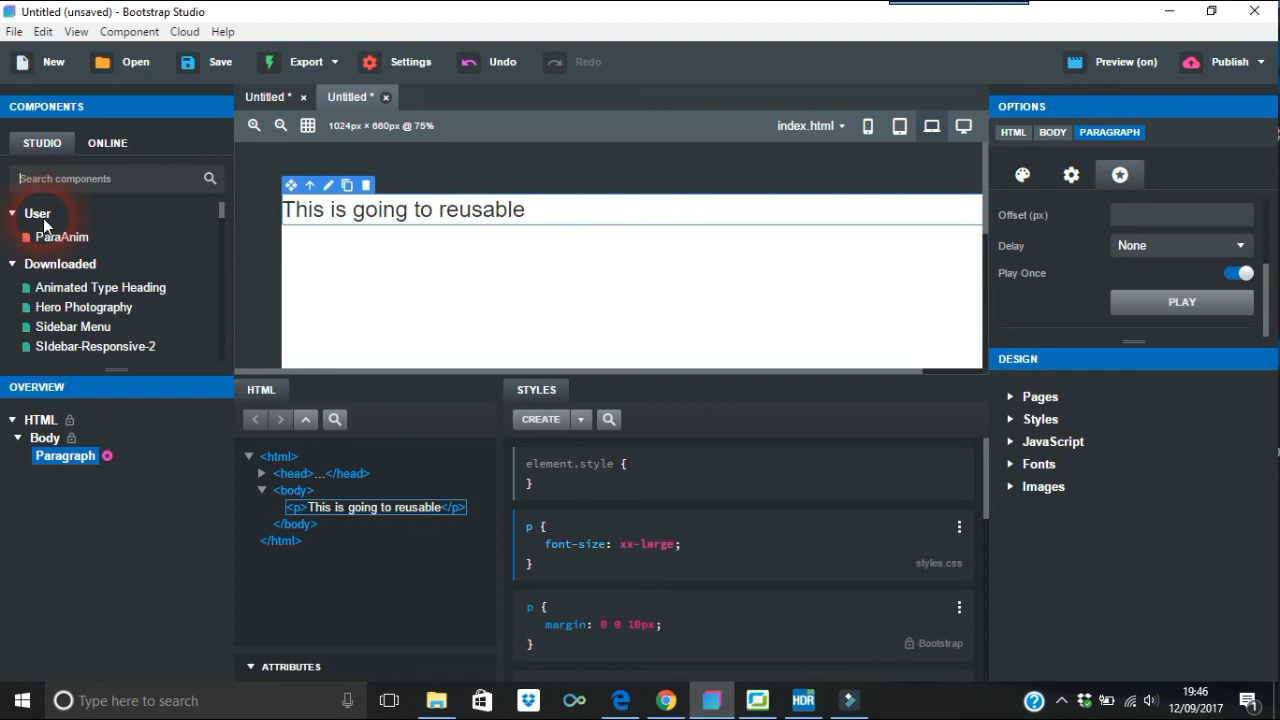 Untitled (unsaved) - Bootstrap Studio
File Edit View Component Cloud Help
New Open Save Export Settings Undo Redo Preview (on) Publish
COMPONENTS
STUDIO ONLINE
Search components
User
ParaAnim
Downloaded
Animated Type Heading
Hero Photography
Sidebar Menu
SIdebar-Responsive-2
OVERVIEW
HTML
Body
Paragraph
Untitled * × Untitled * ×
1024px × 660px @ 75% index.html
This is going to reusable
HTML
<html>
<head>...</head>
<body>
<p>This is going to reusable</p>
</body>
</html>
ATTRIBUTES
STYLES
CREATE
element.style {
}
p {
font-size: xx-large;
}
styles.css
p {
margin: 0 0 10px;
}
Bootstrap
OPTIONS
HTML BODY PARAGRAPH
Offset (px)
Delay None
Play Once
PLAY
DESIGN
Pages
Styles
JavaScript
Fonts
Images
Type here to search
HDR
19:46
12/09/2017
1